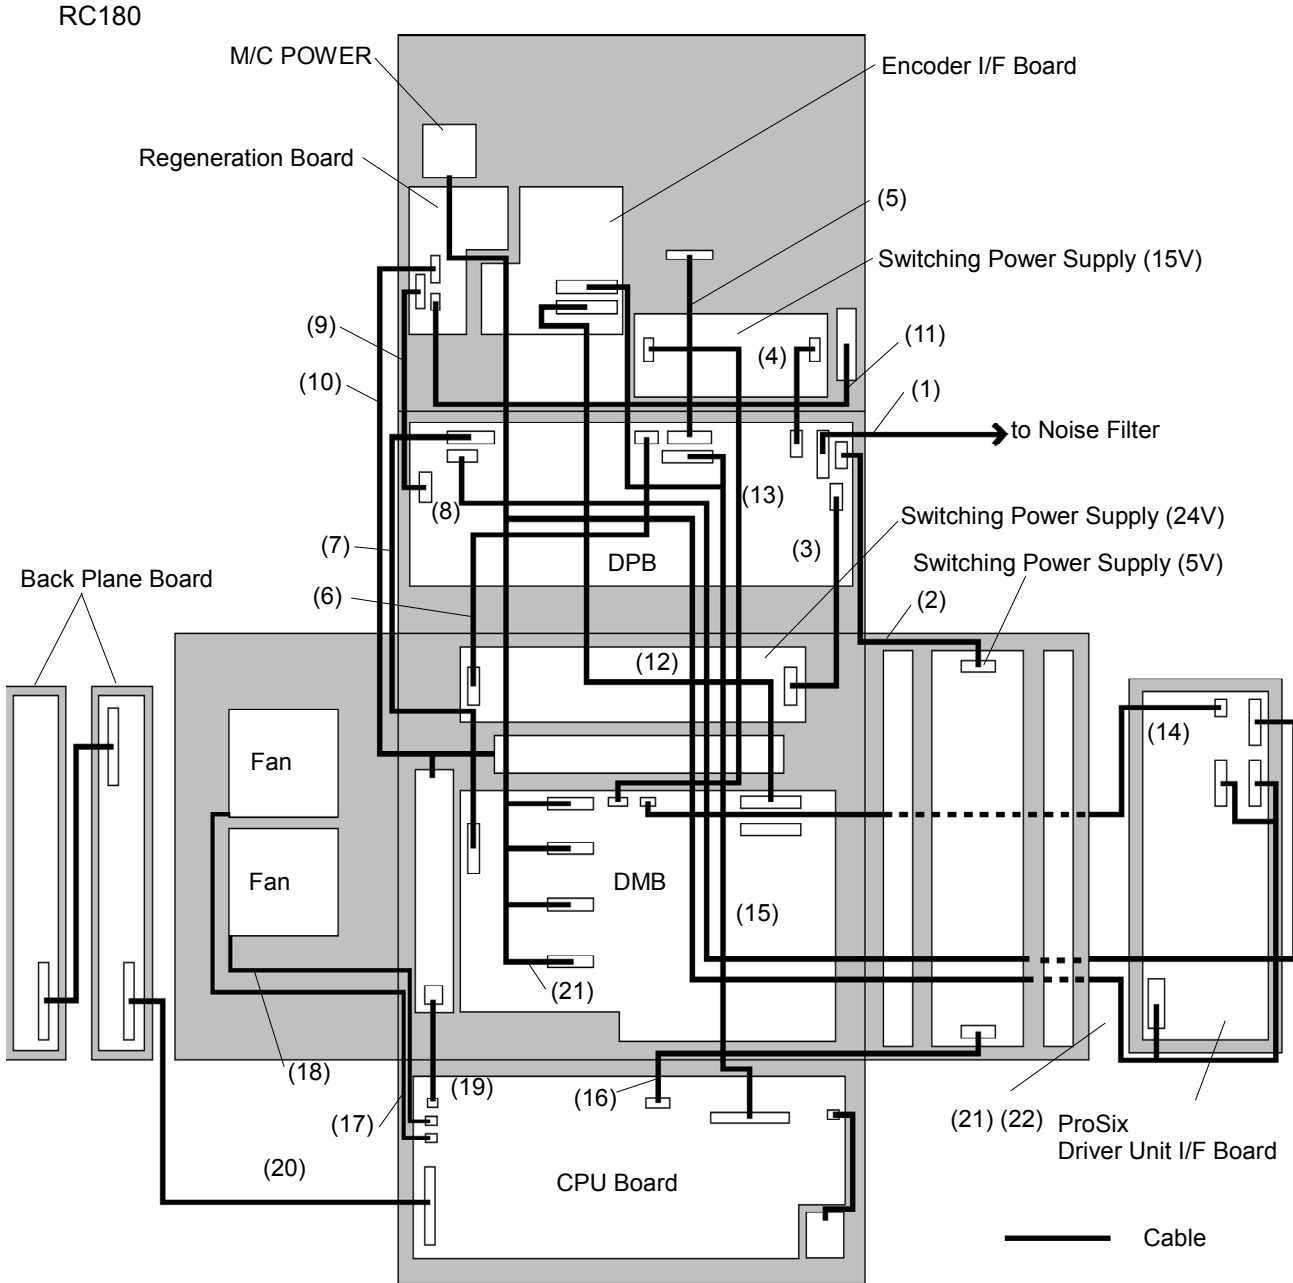 RC180
M/C POWER
Encoder I/F Board
Regeneration Board
(5)
Switching Power Supply (15V)
(9)
(4)
(11)
(10)
(1)
to Noise Filter
(13)
(8)
Switching Power Supply (24V)
(7)
(3)
DPB
Switching Power Supply (5V)
Back Plane Board
(6)
(2)
(12)
(14)
Fan
Fan
DMB
(15)
(21)
(18)
(19)
(16)
(17)
(21) (22)
ProSix
Driver Unit I/F Board
(20)
CPU Board
Cable